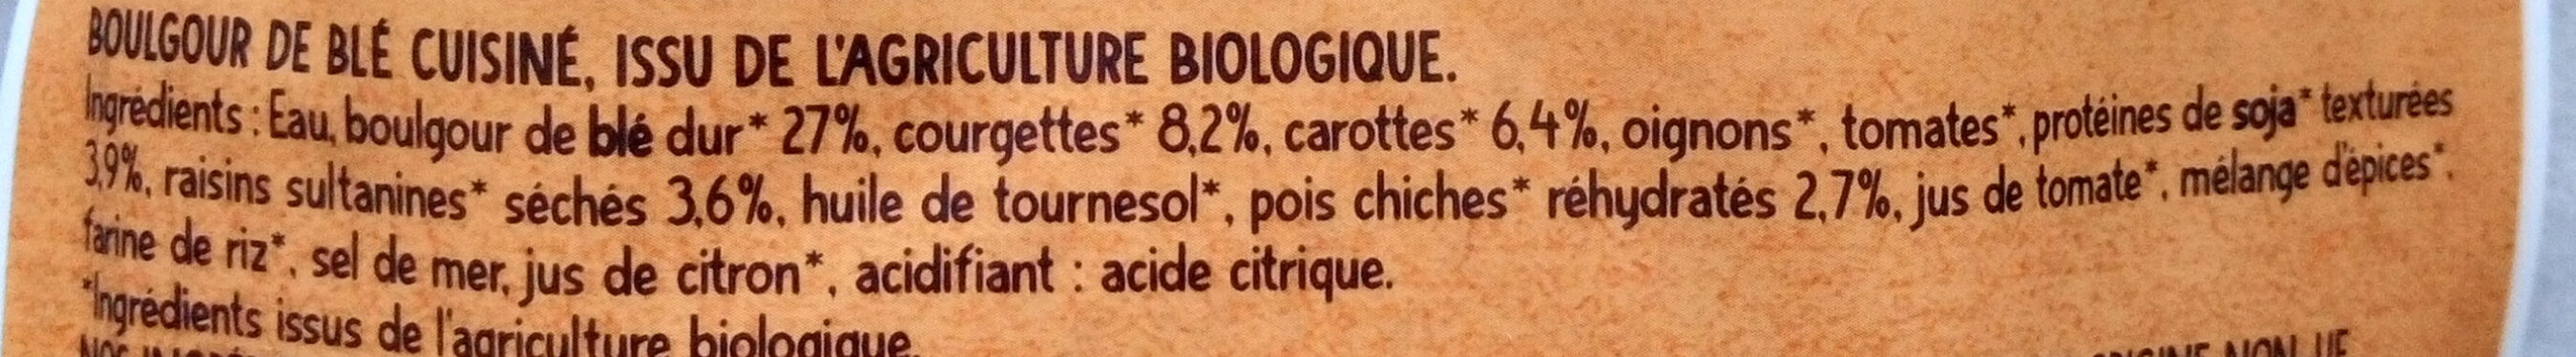 BOULGOUR DE BLÉ CUISINÉ, ISSU DE L'AGRICULTURE BIOLOGIQUE.
Ingrédients : Eau, boulgour de blé dur* 27%, courgettes* 8,2%, carottes* 6,4%, oignons*, tomates*, protéines de soja* texturées
3,9%, raisins sultanines* séchés 3,6%, huile de tournesol*, pois chiches* réhydratés 2,7%, jus de tomate*, mélange d'épices*,
farine de riz*, sel de mer, jus de citron*, acidifiant : acide citrique.
*Ingrédients issus de l'agriculture biologique.
NON UE